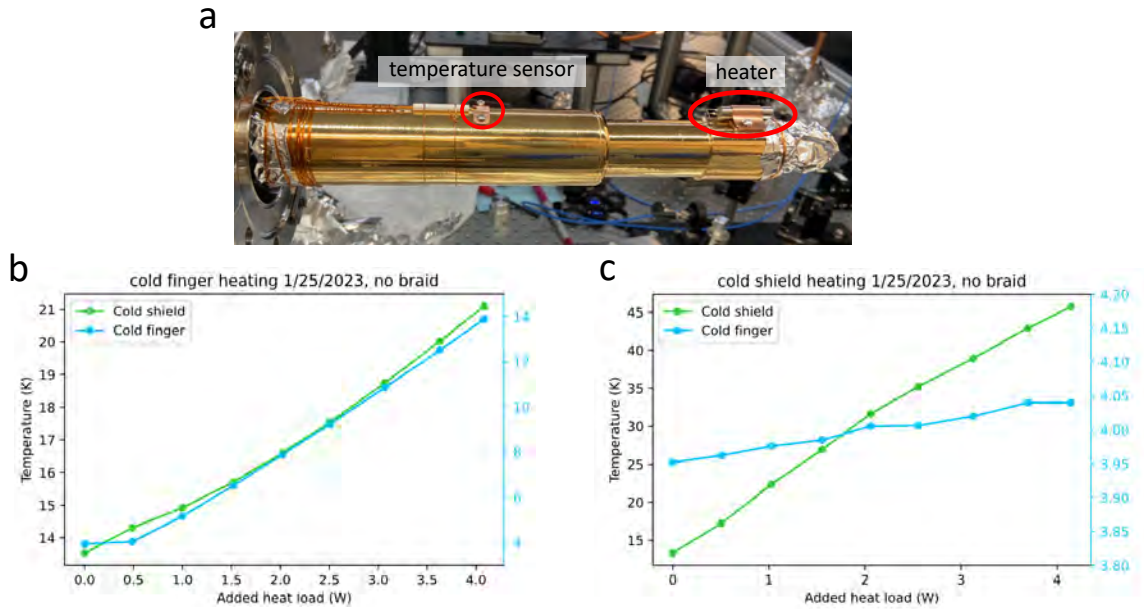 a
temperature sensor
heater
b
cold finger heating 1/25/2023, no braid
Cold shield
Cold finger
Temperature (K)
21
20
19
18
17
16
15
14
14
12
10
8
6
4
0.0 0.5 1.0 1.5 2.0 2.5 3.0 3.5 4.0
Added heat load (W)
c
cold shield heating 1/25/2023, no braid
Cold shield
Cold finger
Temperature (K)
45
40
35
30
25
20
15
4.20
4.15
4.10
4.05
4.00
3.95
3.90
3.85
3.80
0 1 2 3 4
Added heat load (W)